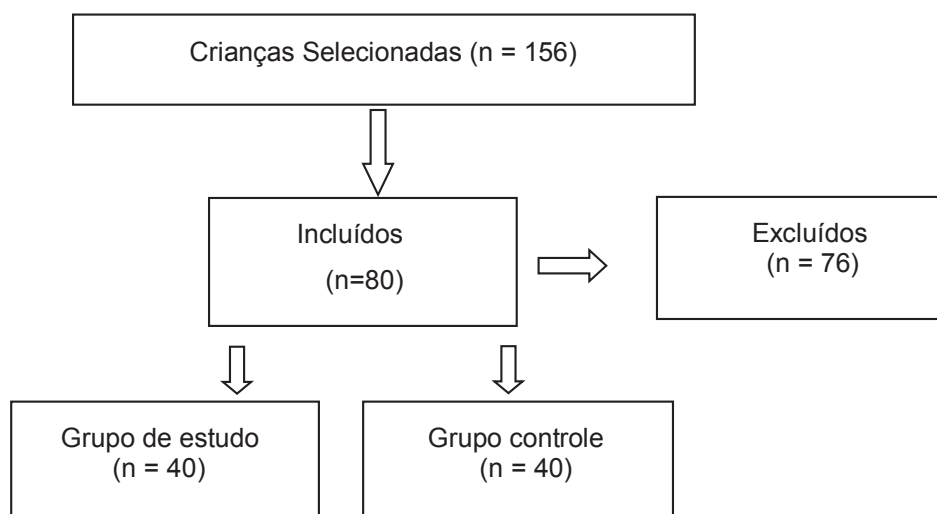 Crianças Selecionadas (n = 156)
Incluídos
(n=80)
Excluídos
(n = 76)
Grupo de estudo
(n = 40)
Grupo controle
(n = 40)